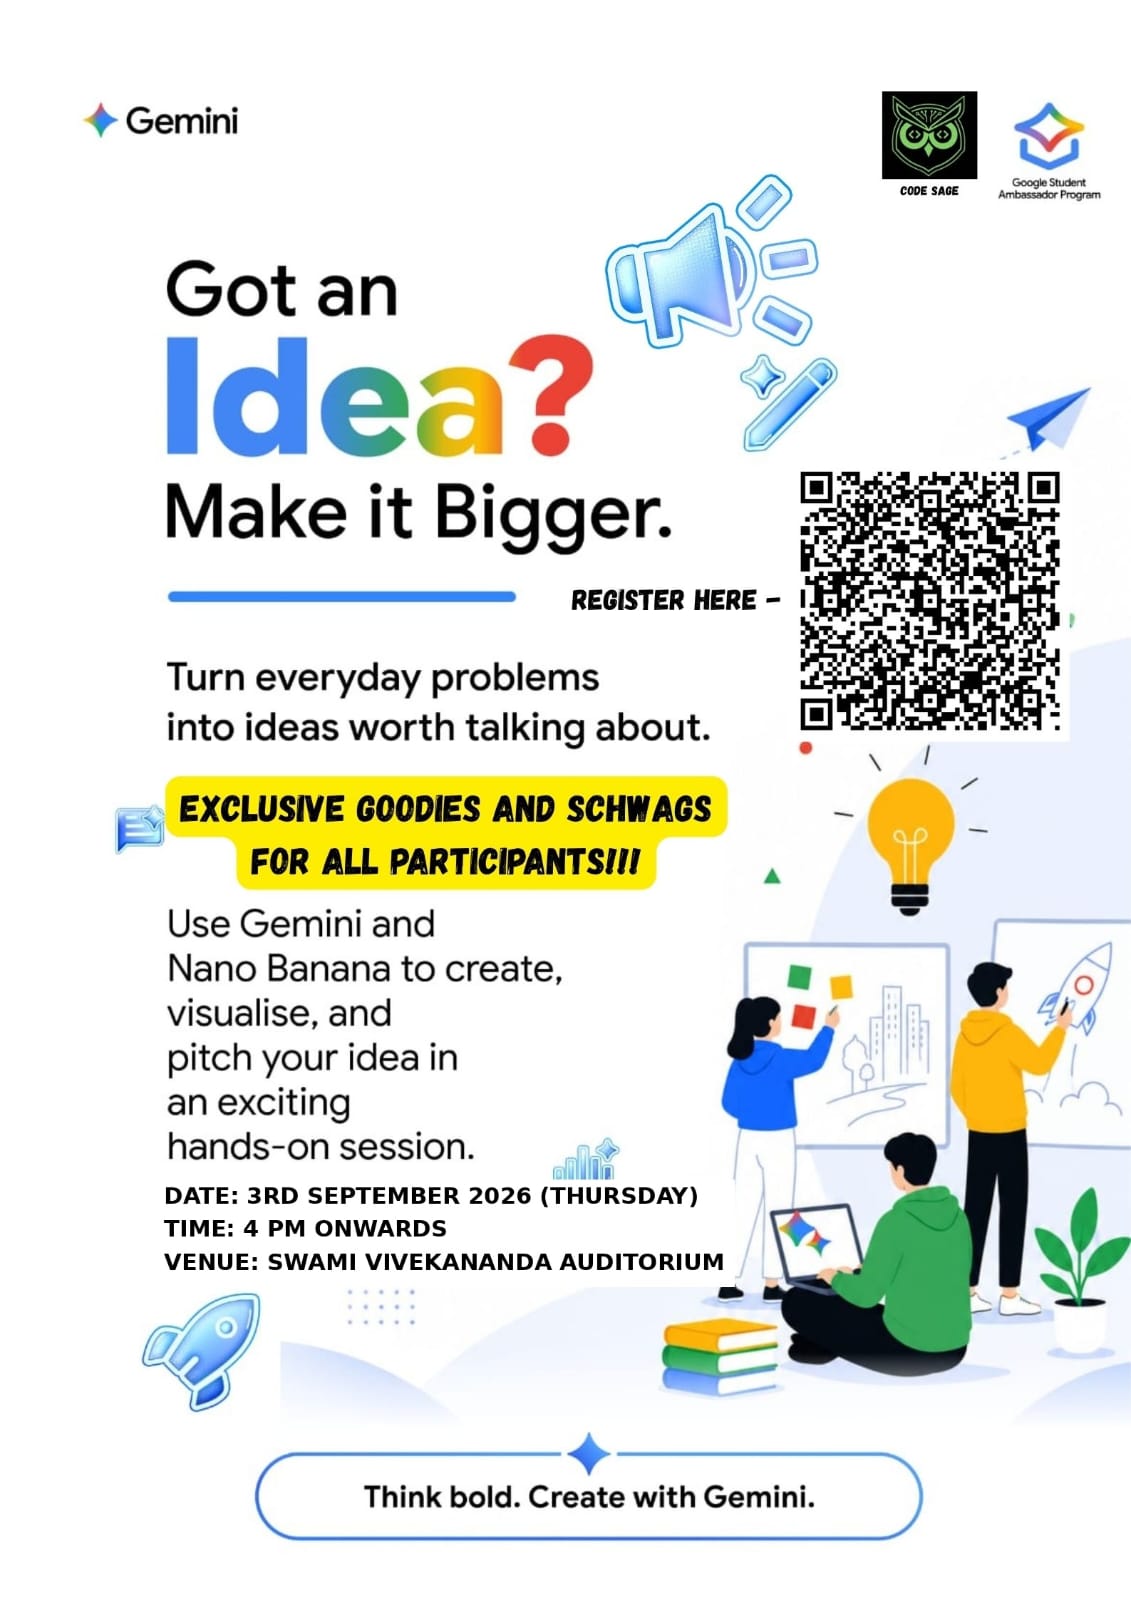 Gemini
CODE SAGE
Google Student
Ambassador Program
Got an
Idea?
Make it Bigger.
REGISTER HERE -
Turn everyday problems
into ideas worth talking about.
EXCLUSIVE GOODIES AND SCHWAGS
FOR ALL PARTICIPANTS!!!
Use Gemini and
Nano Banana to create,
visualise, and
pitch your idea in
an exciting
hands-on session.
DATE: 3RD SEPTEMBER 2026 (THURSDAY)
TIME: 4 PM ONWARDS
VENUE: SWAMI VIVEKANANDA AUDITORIUM
Think bold. Create with Gemini.